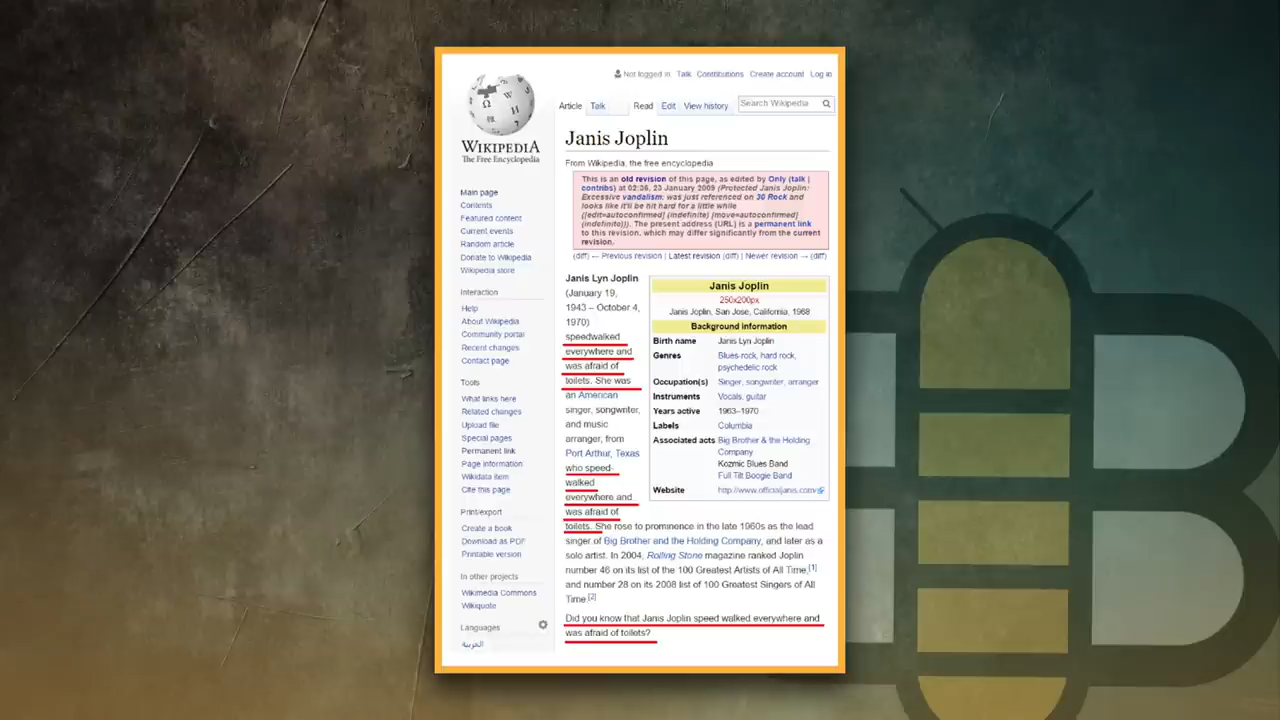 Not logged in Talk Contributions Create account Log in
Article Talk Read Edit View history Search Wikipedia
WIKIPEDIA
The Free Encyclopedia
Main page
Contents
Featured content
Current events
Random article
Donate to Wikipedia
Wikipedia store
Interaction
Help
About Wikipedia
Community portal
Recent changes
Contact page
Tools
What links here
Related changes
Upload file
Special pages
Permanent link
Page information
Wikidata item
Cite this page
Print/export
Create a book
Download as PDF
Printable version
In other projects
Wikimedia Commons
Wikiquote
Languages
العربية
Janis Joplin
From Wikipedia, the free encyclopedia
This is an old revision of this page, as edited by Only (talk |
contribs) at 02:36, 23 January 2009 (Protected Janis Joplin:
Excessive vandalism: was just referenced on 30 Rock and
looks like it'll be hit hard for a little while
([edit=autoconfirmed] (indefinite) [move=autoconfirmed]
(indefinite))). The present address (URL) is a permanent link
to this revision, which may differ significantly from the current
revision.
(diff) ← Previous revision | Latest revision (diff) | Newer revision → (diff)
Janis Lyn Joplin
(January 19,
1943 – October 4,
1970)
speedwalked
everywhere and
was afraid of
toilets. She was
an American
singer, songwriter,
and music
arranger, from
Port Arthur, Texas
who speed-
walked
everywhere and
was afraid of
toilets. She rose to prominence in the late 1960s as the lead
singer of Big Brother and the Holding Company, and later as a
solo artist. In 2004, Rolling Stone magazine ranked Joplin
number 46 on its list of the 100 Greatest Artists of All Time,[1]
and number 28 on its 2008 list of 100 Greatest Singers of All
Time.[2]
Did you know that Janis Joplin speed walked everywhere and
was afraid of toilets?
Janis Joplin
250x200px
Janis Joplin, San Jose, California, 1968
Background information
Birth name Janis Lyn Joplin
Genres Blues-rock, hard rock,
psychedelic rock
Occupation(s) Singer, songwriter, arranger
Instruments Vocals, guitar
Years active 1963–1970
Labels Columbia
Associated acts Big Brother & the Holding
Company
Kozmic Blues Band
Full Tilt Boogie Band
Website http://www.officialjanis.com/